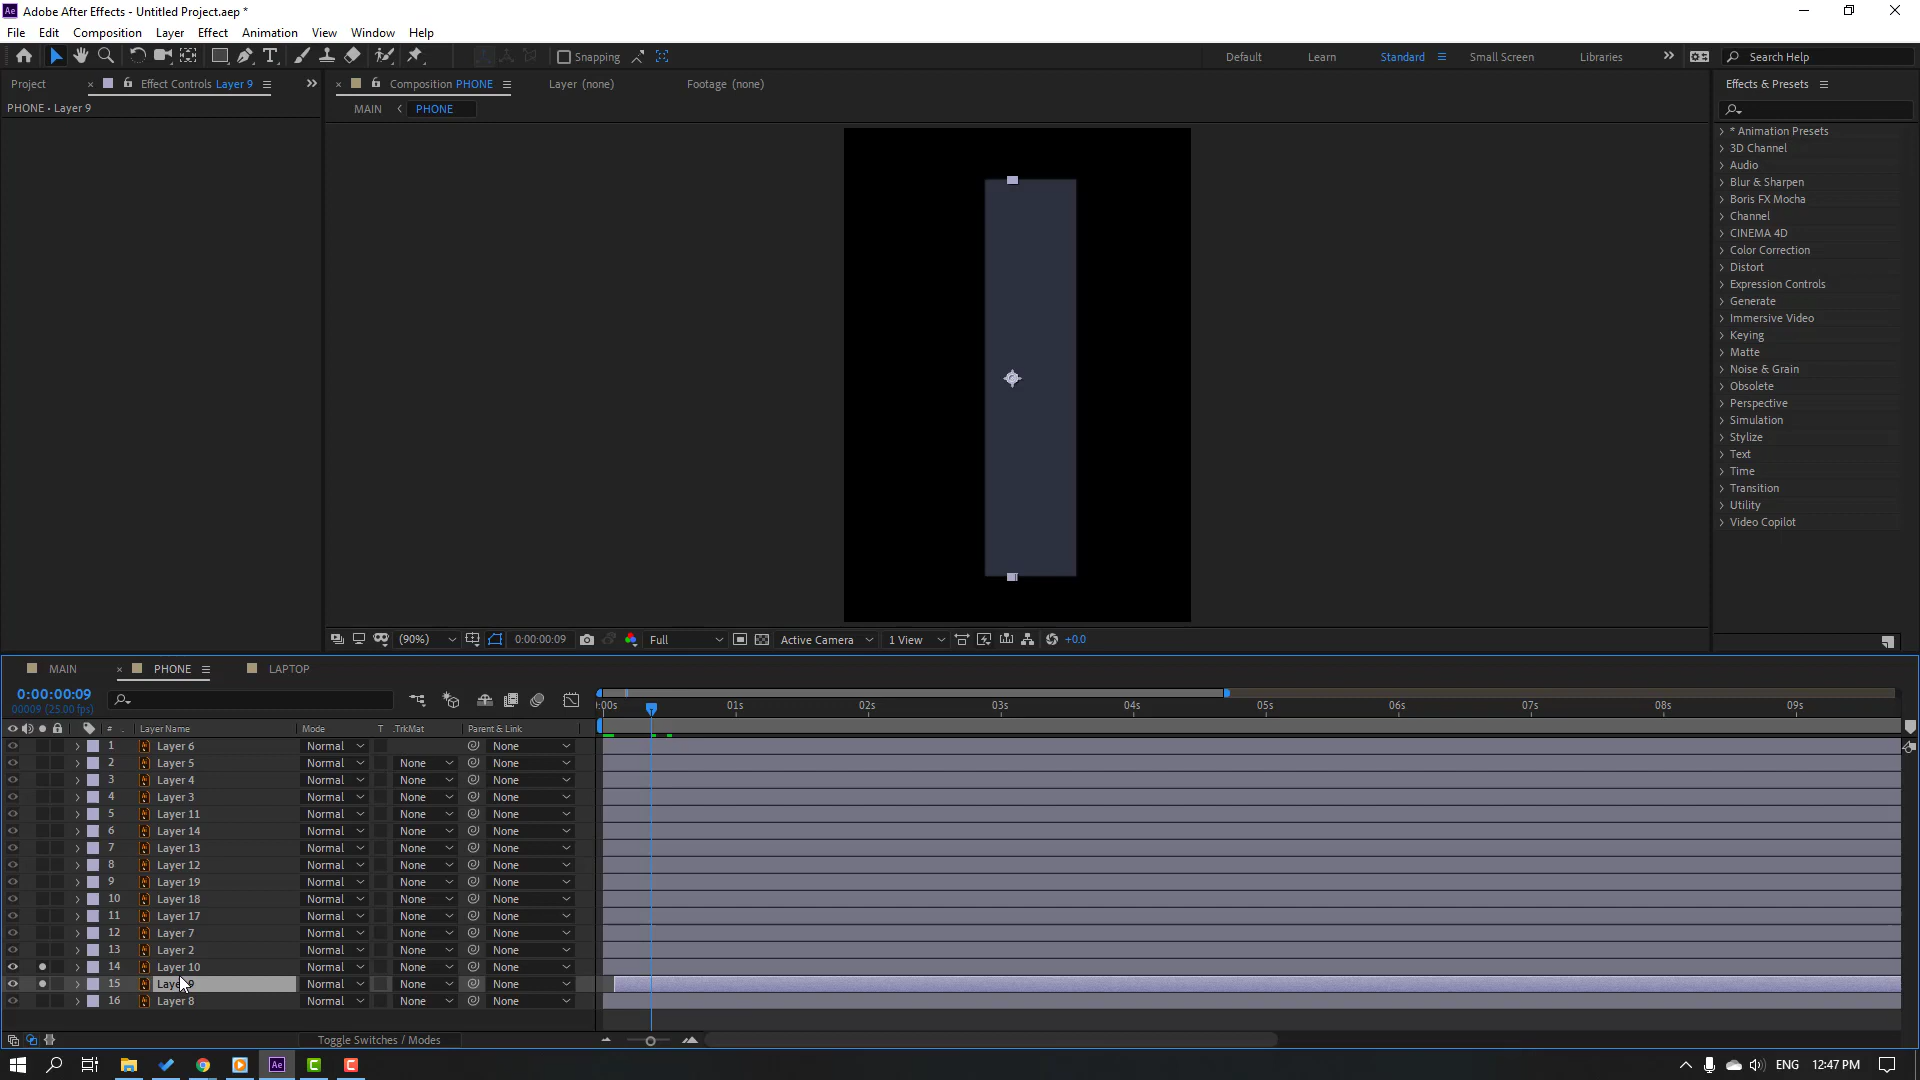 Adobe After Effects - Untitled Project.aep *
File Edit Composition Layer Effect Animation View Window Help
Snapping Default Learn Standard Small Screen Libraries Search Help
Project Effect Controls Layer 9 Composition PHONE Layer (none) Footage (none) Effects & Presets
PHONE • Layer 9 MAIN PHONE
* Animation Presets
3D Channel
Audio
Blur & Sharpen
Boris FX Mocha
Channel
CINEMA 4D
Color Correction
Distort
Expression Controls
Generate
Immersive Video
Keying
Matte
Noise & Grain
Obsolete
Perspective
Simulation
Stylize
Text
Time
Transition
Utility
Video Copilot
(90%) 0:00:00:09 Full Active Camera 1 View +0.0
MAIN PHONE LAPTOP
0:00:00:09
00009 (25.00 fps)
:00s 01s 02s 03s 04s 05s 06s 07s 08s 09s
# Layer Name Mode T .TrkMat Parent & Link
1 Layer 6 Normal None
2 Layer 5 Normal None None
3 Layer 4 Normal None None
4 Layer 3 Normal None None
5 Layer 11 Normal None None
6 Layer 14 Normal None None
7 Layer 13 Normal None None
8 Layer 12 Normal None None
9 Layer 19 Normal None None
10 Layer 18 Normal None None
11 Layer 17 Normal None None
12 Layer 7 Normal None None
13 Layer 2 Normal None None
14 Layer 10 Normal None None
15 Layer 9 Normal None None
16 Layer 8 Normal None None
Toggle Switches / Modes
ENG 12:47 PM